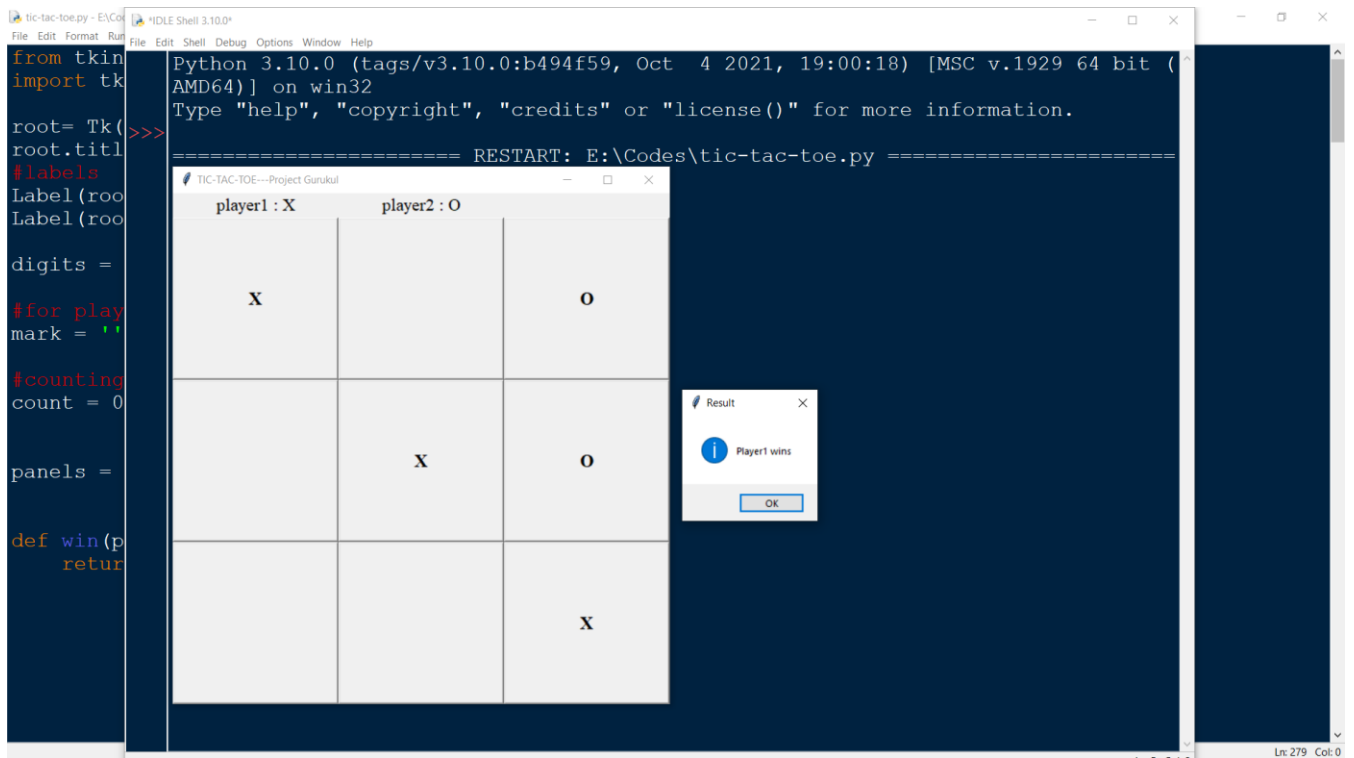 tic-tac-toe.py - E:\Co
File Edit Format Run
from tkin
import tk
root= Tk(
root.titl
#labels
Label(roo
Label(roo
digits =
#for play
mark = ''
#counting
count = 0
panels =
def win(p
retur
*IDLE Shell 3.10.0*
File Edit Shell Debug Options Window Help
Python 3.10.0 (tags/v3.10.0:b494f59, Oct  4 2021, 19:00:18) [MSC v.1929 64 bit (
AMD64)] on win32
Type "help", "copyright", "credits" or "license()" for more information.
>>>
======================= RESTART: E:\Codes\tic-tac-toe.py =======================
TIC-TAC-TOE---Project Gurukul
player1 : X player2 : O
X O
X O
X
Result
Player1 wins
OK
Ln: 279 Col: 0